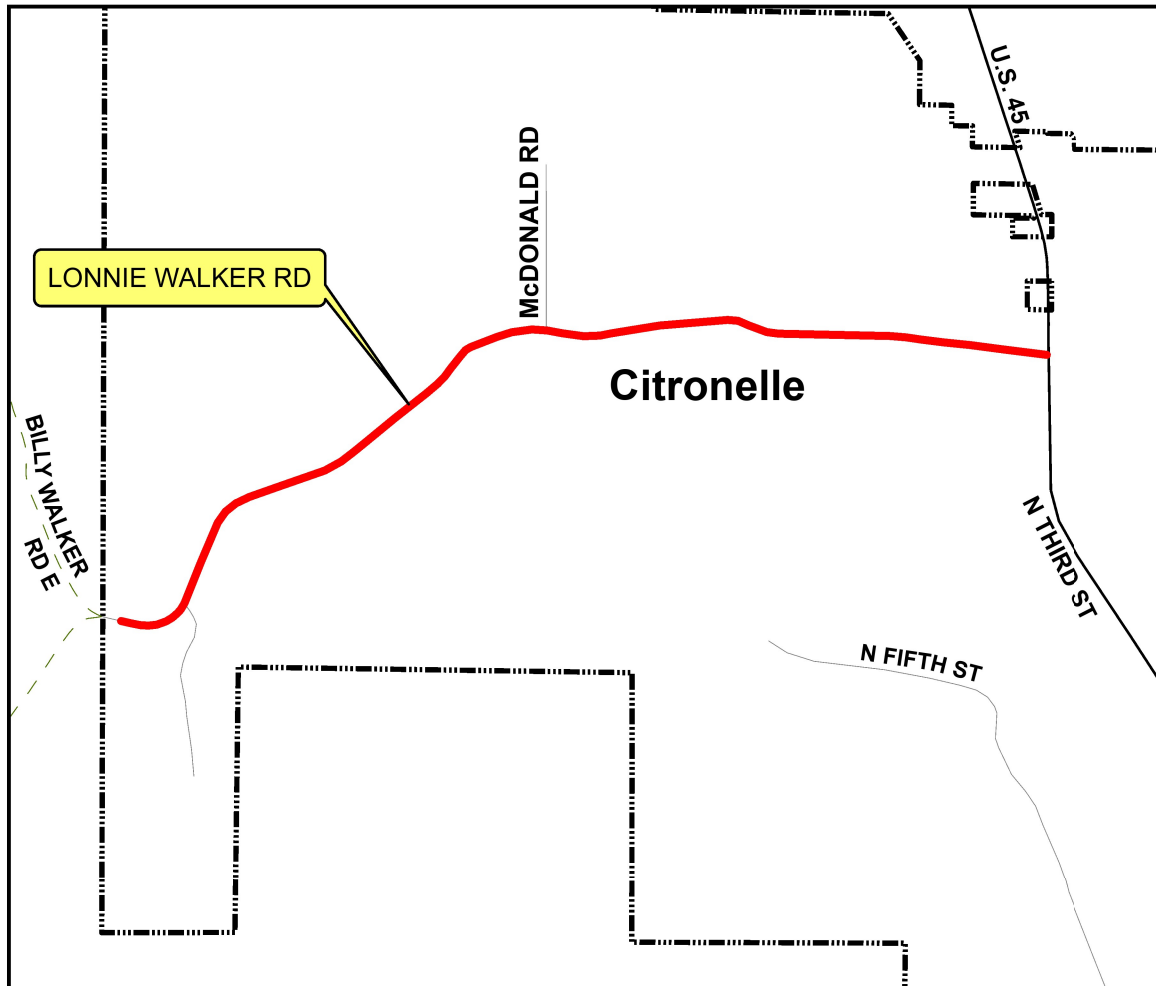 U.S. 45
McDONALD RD
LONNIE WALKER RD
Citronelle
BILLY WALKER
RD E
N THIRD ST
N FIFTH ST